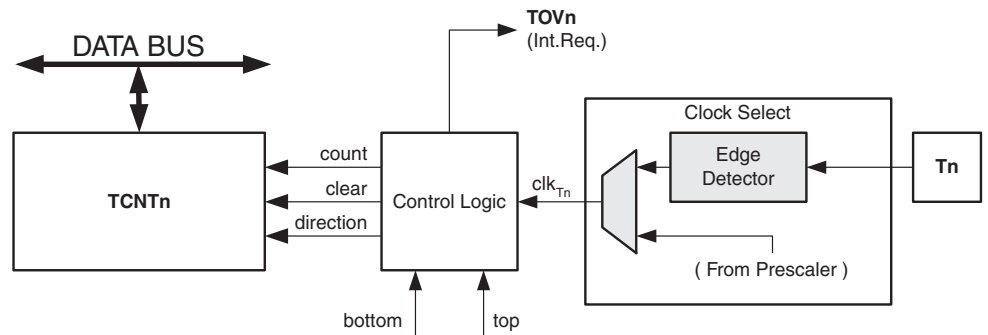 TOVn
(Int.Req.)
DATA BUS
Clock Select
count
clear
direction
TCNTn
Control Logic
clkTn
Edge
Detector
Tn
( From Prescaler )
bottom
top